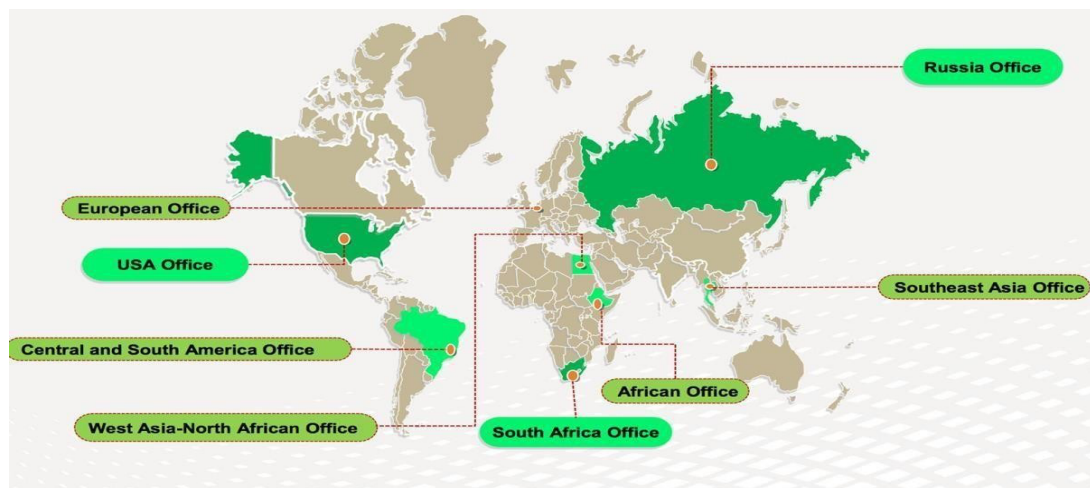 Russia Office
European Office
USA Office
Southeast Asia Office
Central and South America Office
African Office
West Asia-North African Office
South Africa Office